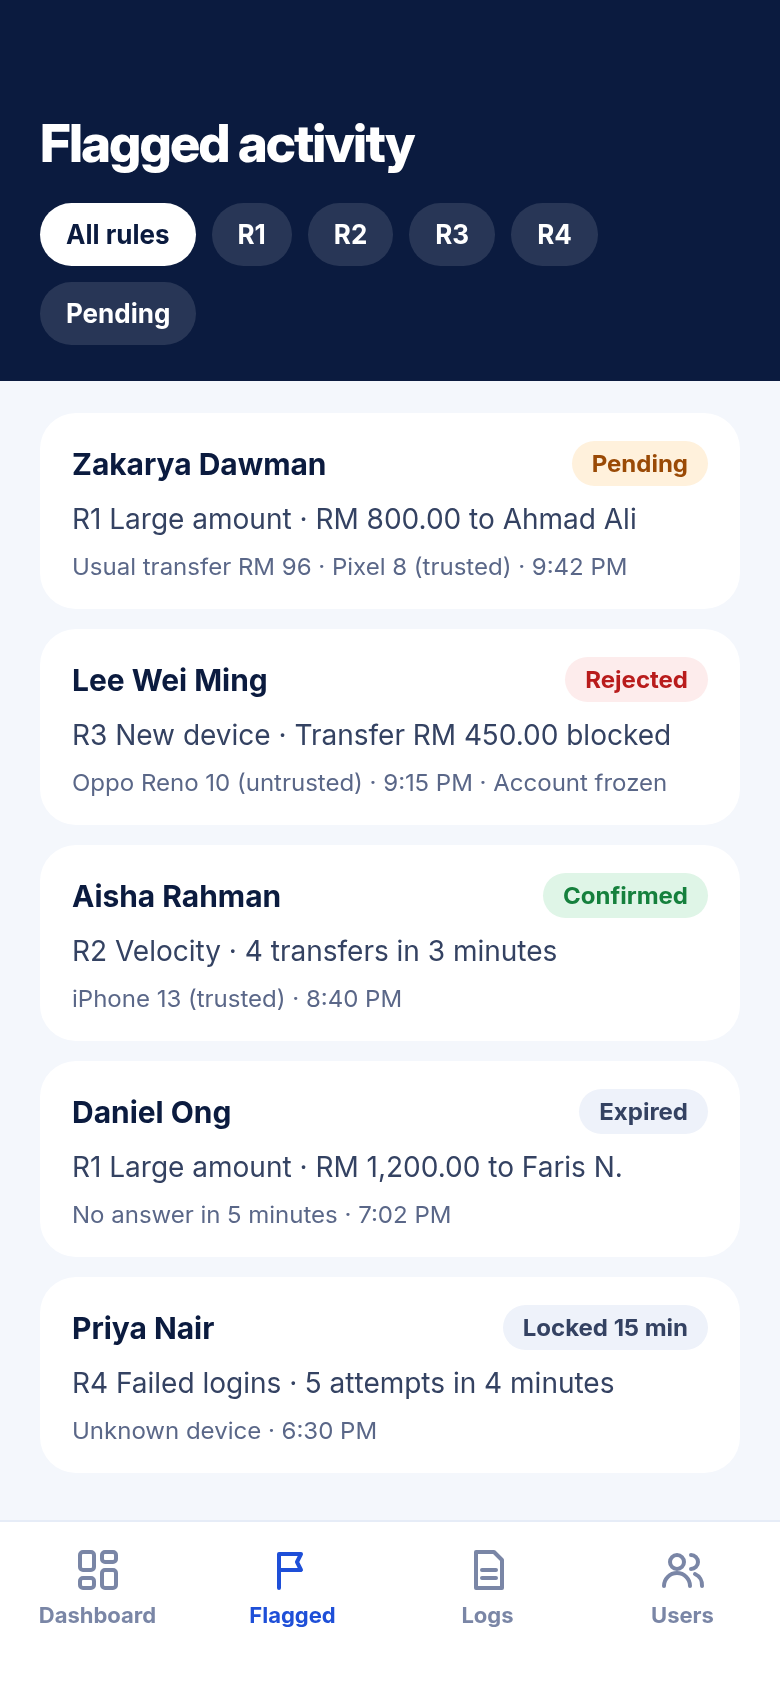 Flagged activity
All rules R1 R2 R3 R4
Pending
Zakarya Dawman Pending
R1 Large amount · RM 800.00 to Ahmad Ali
Usual transfer RM 96 · Pixel 8 (trusted) · 9:42 PM
Lee Wei Ming Rejected
R3 New device · Transfer RM 450.00 blocked
Oppo Reno 10 (untrusted) · 9:15 PM · Account frozen
Aisha Rahman Confirmed
R2 Velocity · 4 transfers in 3 minutes
iPhone 13 (trusted) · 8:40 PM
Daniel Ong Expired
R1 Large amount · RM 1,200.00 to Faris N.
No answer in 5 minutes · 7:02 PM
Priya Nair Locked 15 min
R4 Failed logins · 5 attempts in 4 minutes
Unknown device · 6:30 PM
Dashboard Flagged Logs Users